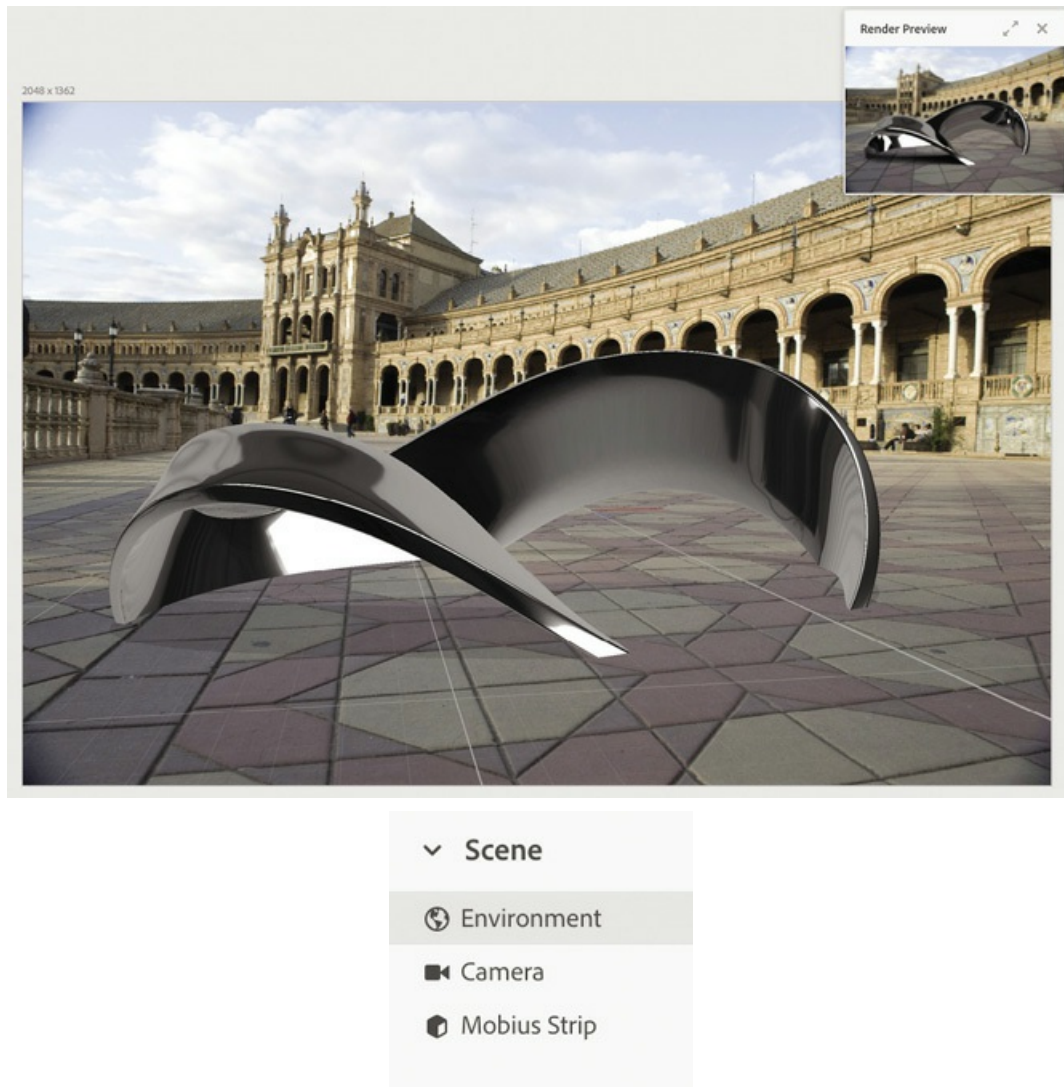 Render Preview
2048 x 1362
Scene
Environment
Camera
Mobius Strip